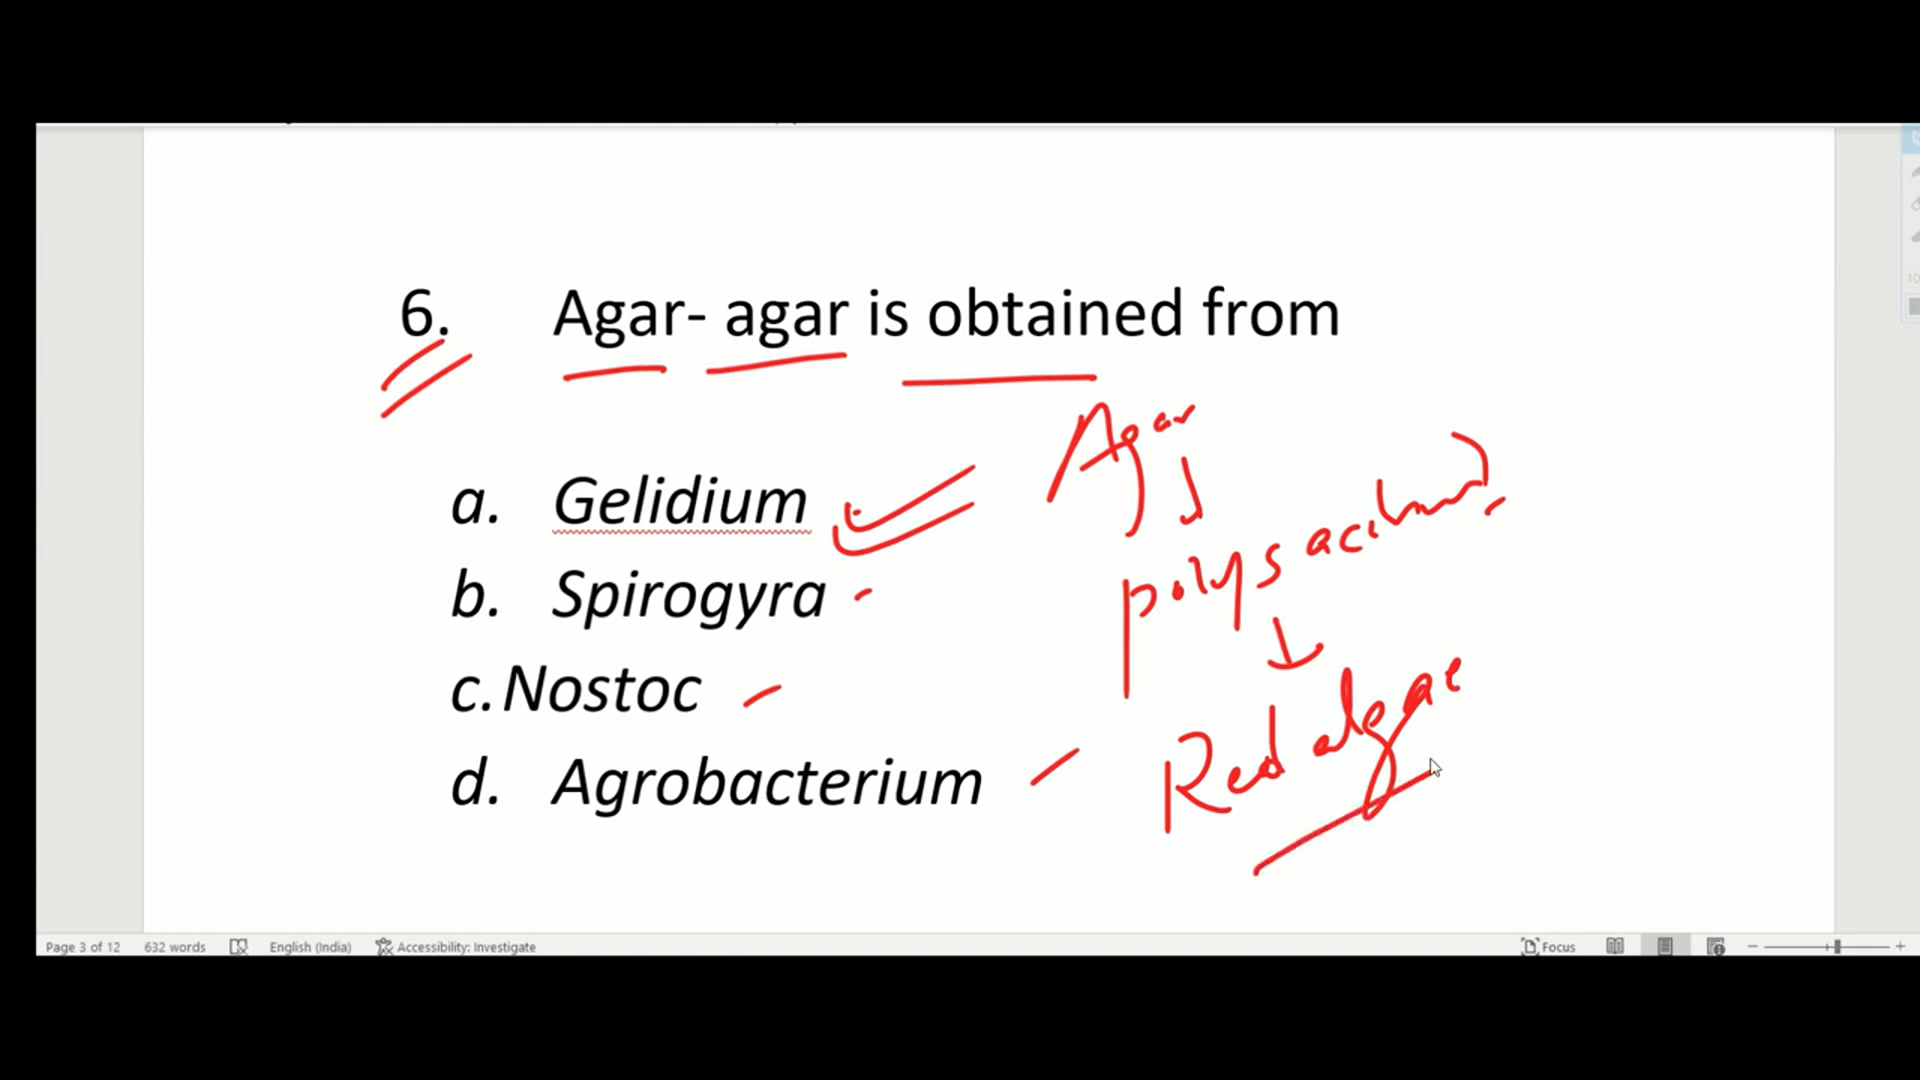 6. Agar- agar is obtained from
a. Gelidium
b. Spirogyra
c. Nostoc
d. Agrobacterium
Agar
Red algae
Page 3 of 12 632 words English (India) Accessibility: Investigate Focus